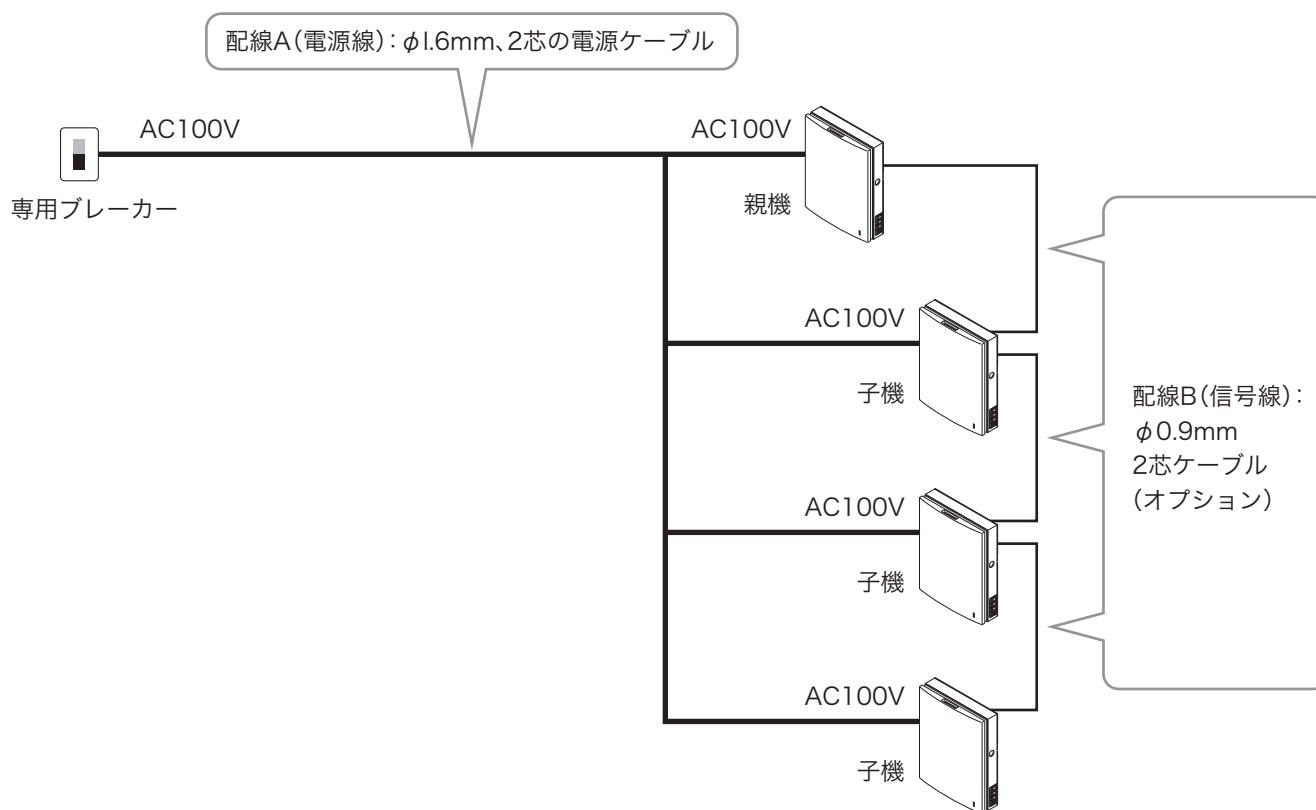 配線A（電源線）：φl.6mm、2芯の電源ケーブル
AC100V
AC100V
専用ブレーカー
親機
AC100V
子機
配線B（信号線）：
φ0.9mm
2芯ケーブル
（オプション）
AC100V
子機
AC100V
子機